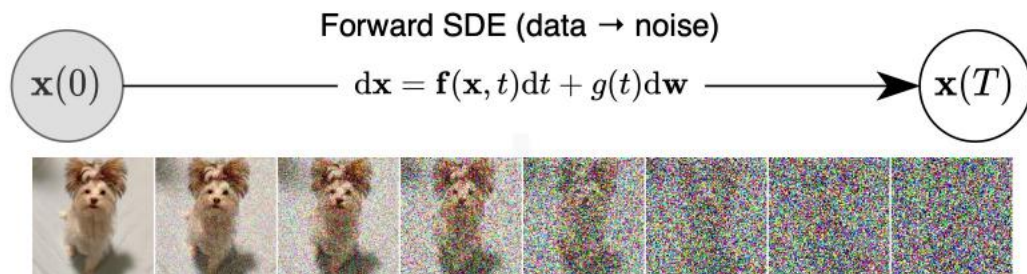 Forward SDE (data → noise)
x(0) dx = f(x, t)dt + g(t)dw x(T)